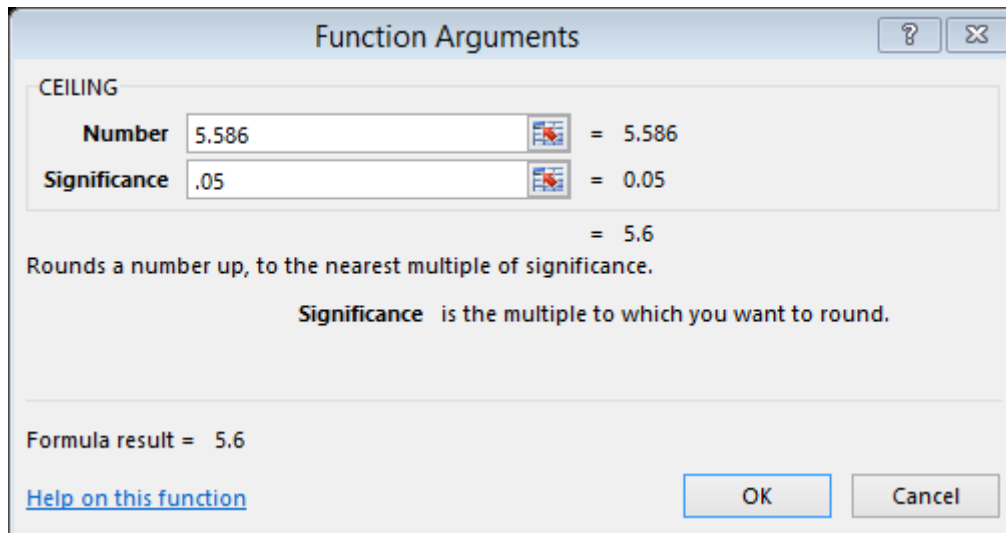 Function Arguments
CEILING
Number 5.586 = 5.586
Significance .05 = 0.05
= 5.6
Rounds a number up, to the nearest multiple of significance.
Significance is the multiple to which you want to round.
Formula result = 5.6
Help on this function OK Cancel